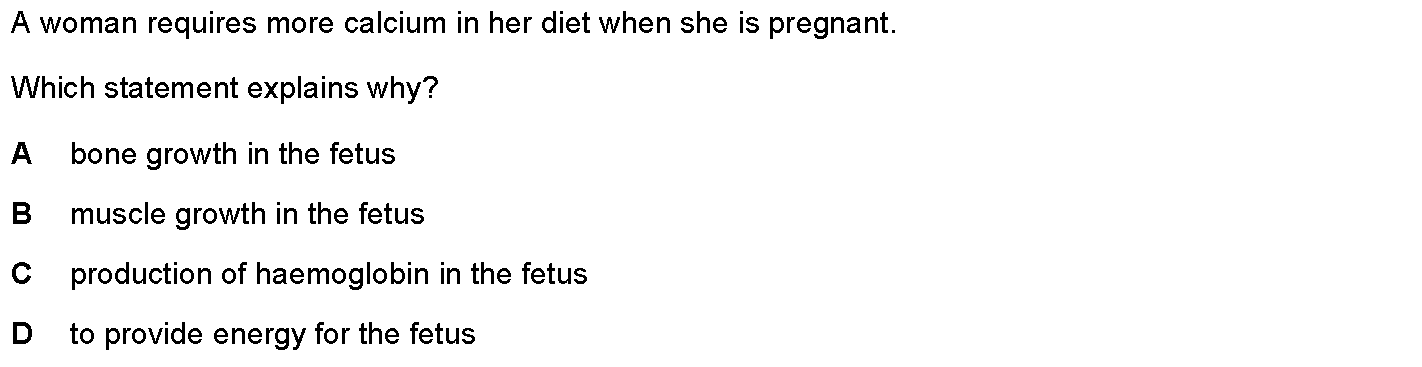 A woman requires more calcium in her diet when she is pregnant.
Which statement explains why?
A bone growth in the fetus
B muscle growth in the fetus
C production of haemoglobin in the fetus
D to provide energy for the fetus